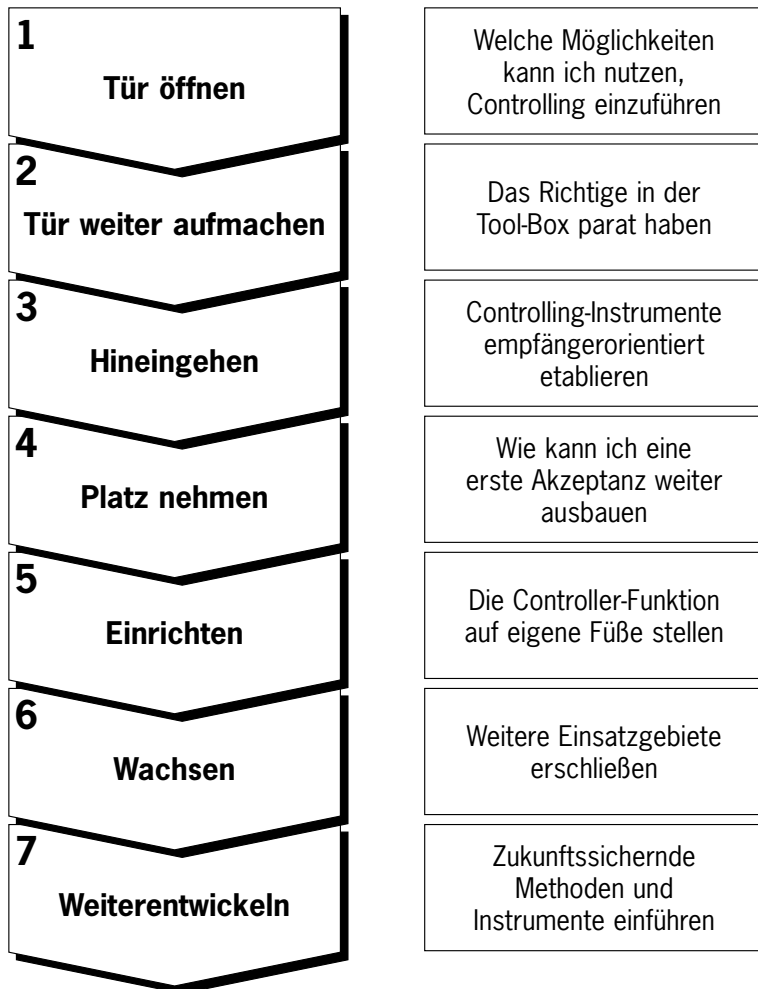 1
Tür öffnen
Welche Möglichkeiten
kann ich nutzen,
Controlling einzuführen
2
Tür weiter aufmachen
Das Richtige in der
Tool-Box parat haben
3
Hineingehen
Controlling-Instrumente
empfängerorientiert
etablieren
4
Platz nehmen
Wie kann ich eine
erste Akzeptanz weiter
ausbauen
5
Einrichten
Die Controller-Funktion
auf eigene Füße stellen
6
Wachsen
Weitere Einsatzgebiete
erschließen
7
Weiterentwickeln
Zukunftssichernde
Methoden und
Instrumente einführen